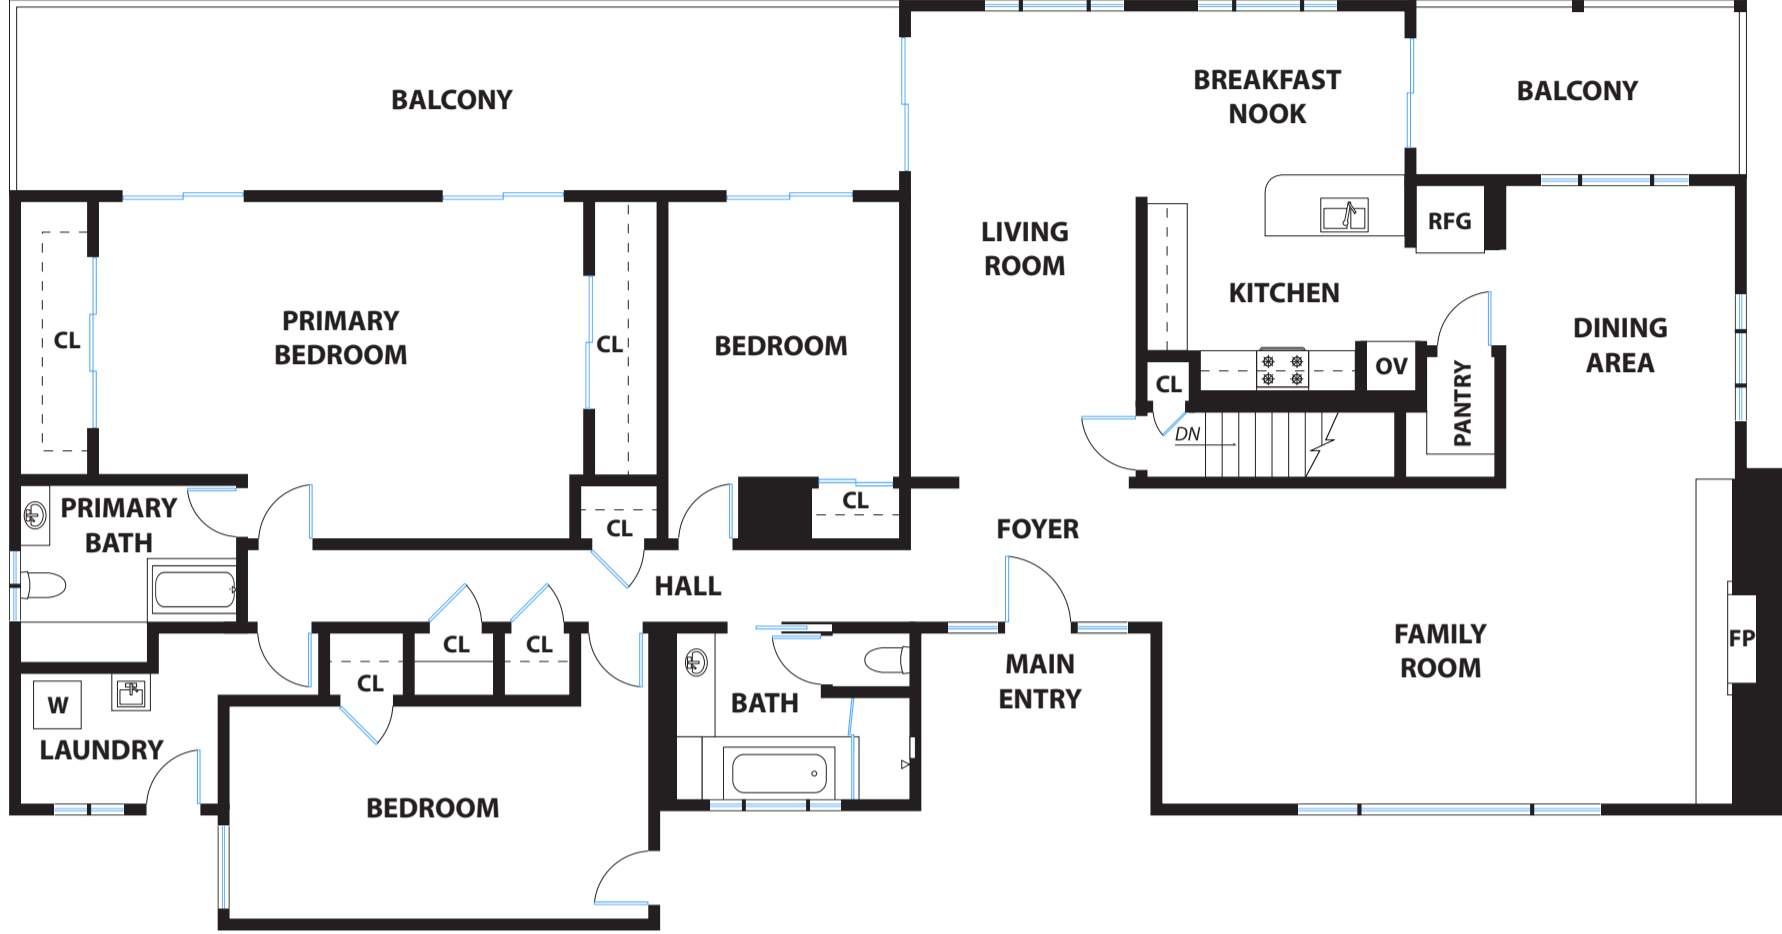 BALCONY
BREAKFAST
NOOK
BALCONY
LIVING
ROOM
RFG
KITCHEN
CL
PRIMARY
BEDROOM
CL
BEDROOM
DINING
AREA
CL
OV
PANTRY
DN
PRIMARY
BATH
CL
CL
FOYER
HALL
CL
CL
CL
FAMILY
ROOM
FP
MAIN
ENTRY
BATH
W
LAUNDRY
BEDROOM